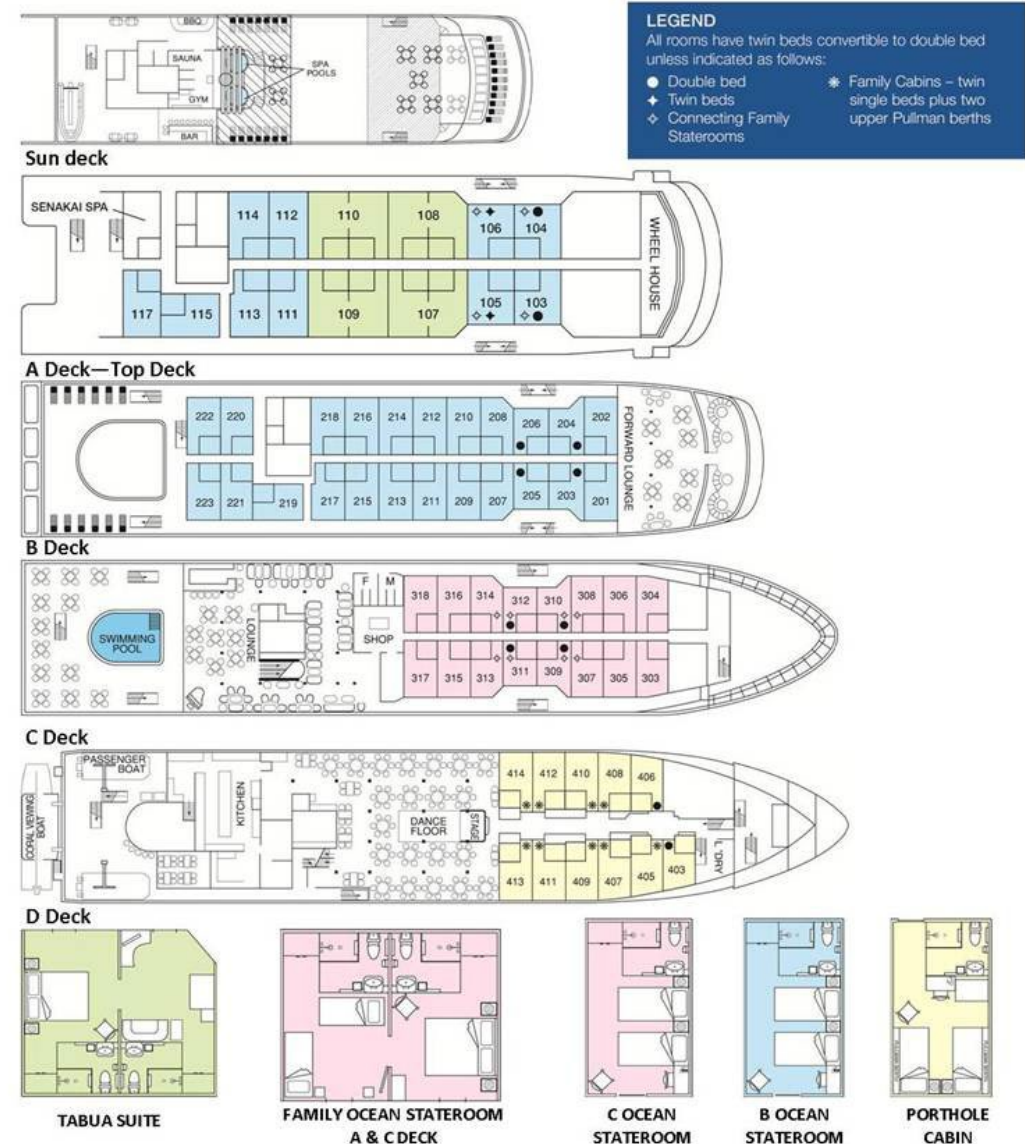 LEGEND
All rooms have twin beds convertible to double bed
unless indicated as follows:
Double bed
Twin beds
Connecting Family
Staterooms
Family Cabins – twin
single beds plus two
upper Pullman berths
BBQ
SAUNA
SPA
POOLS
GYM
BAR
Sun deck
SENAKAI SPA
114 112 110 108 106 104
WHEEL HOUSE
117 115 113 111 109 107 105 103
A Deck—Top Deck
222 220 218 216 214 212 210 208 206 204 202
FORWARD LOUNGE
223 221 219 217 215 213 211 209 207 205 203 201
B Deck
F M
318 316 314 312 310 308 306 304
SWIMMING
POOL
LOUNGE
SHOP
317 315 313 311 309 307 305 303
C Deck
PASSENGER
BOAT
CORAL VIEWING
BOAT
KITCHEN
DANCE
FLOOR
STAGE
414 412 410 408 406
L'DRY
413 411 409 407 405 403
D Deck
TABUA SUITE
FAMILY OCEAN STATEROOM
A & C DECK
C OCEAN
STATEROOM
B OCEAN
STATEROOM
PORTHOLE
CABIN